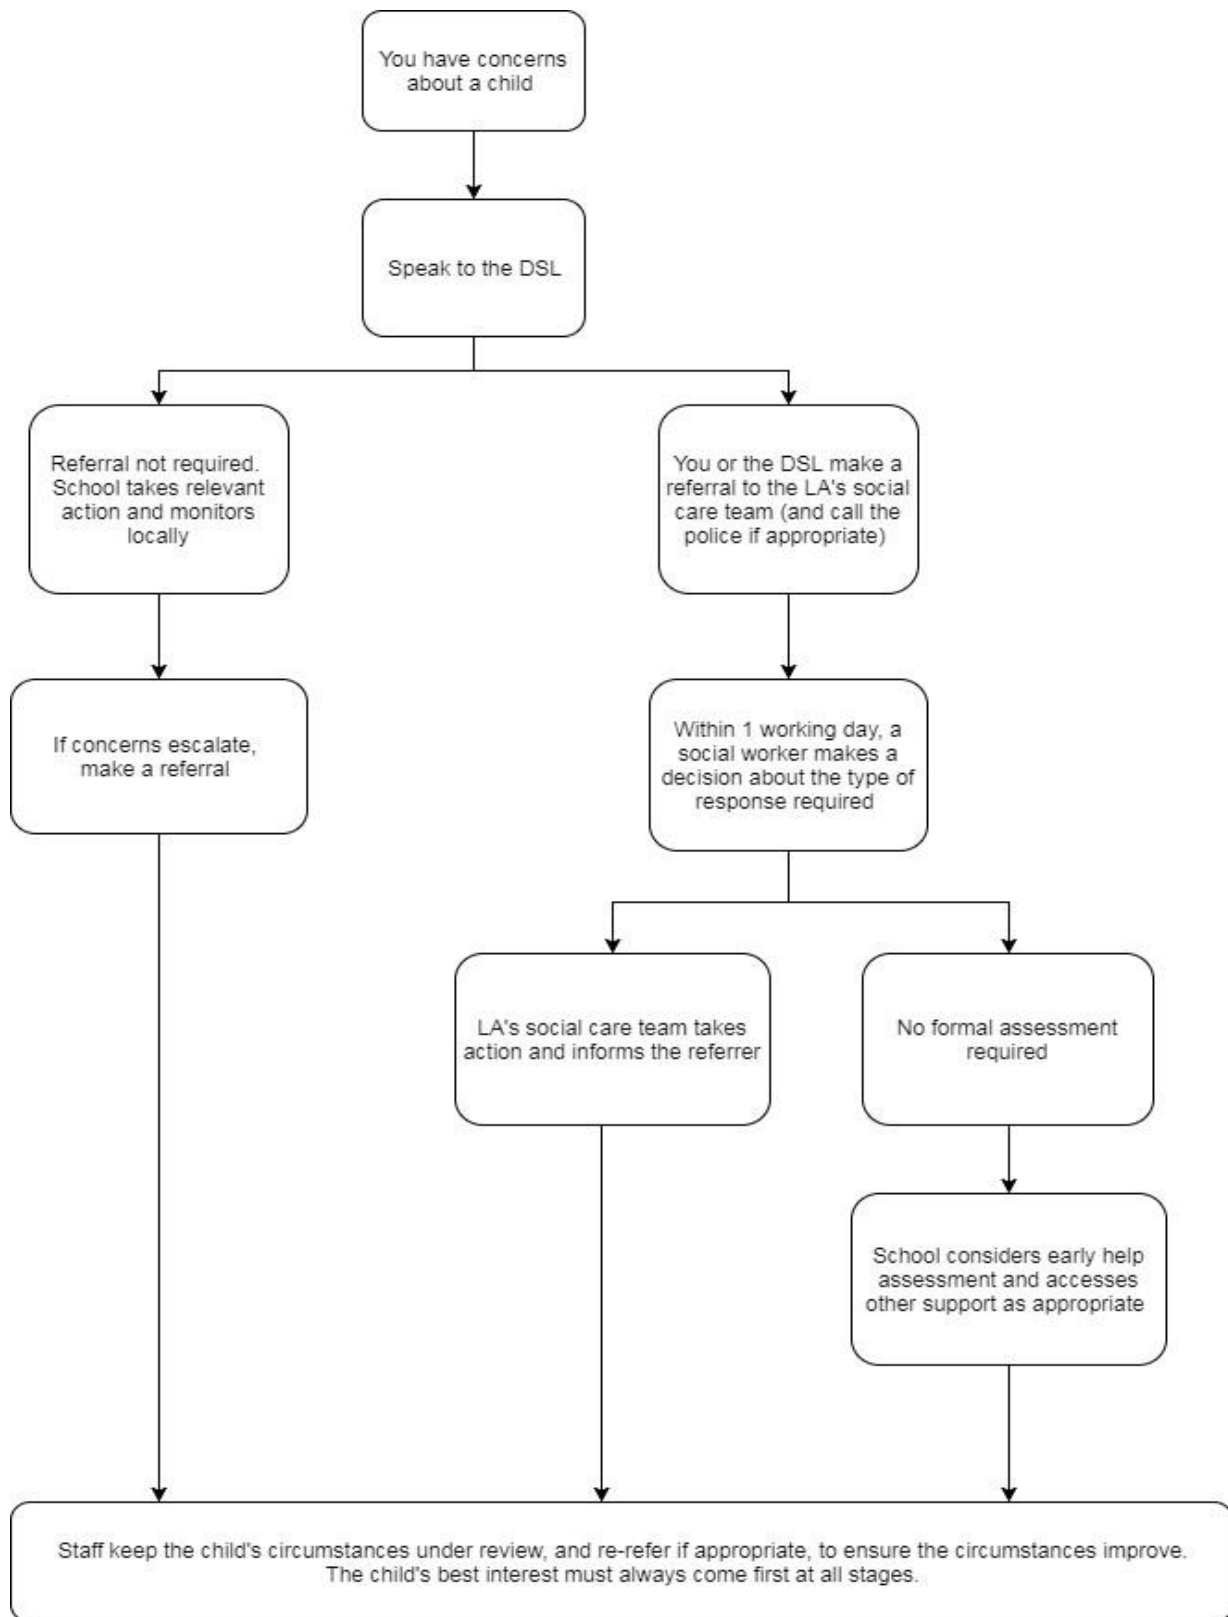 You have concerns
about a child
Speak to the DSL
Referral not required.
School takes relevant
action and monitors
locally
You or the DSL make a
referral to the LA's social
care team (and call the
police if appropriate)
If concerns escalate,
make a referral
Within 1 working day, a
social worker makes a
decision about the type of
response required
LA's social care team takes
action and informs the referrer
No formal assessment
required
School considers early help
assessment and accesses
other support as appropriate
Staff keep the child's circumstances under review, and re-refer if appropriate, to ensure the circumstances improve.
The child's best interest must always come first at all stages.